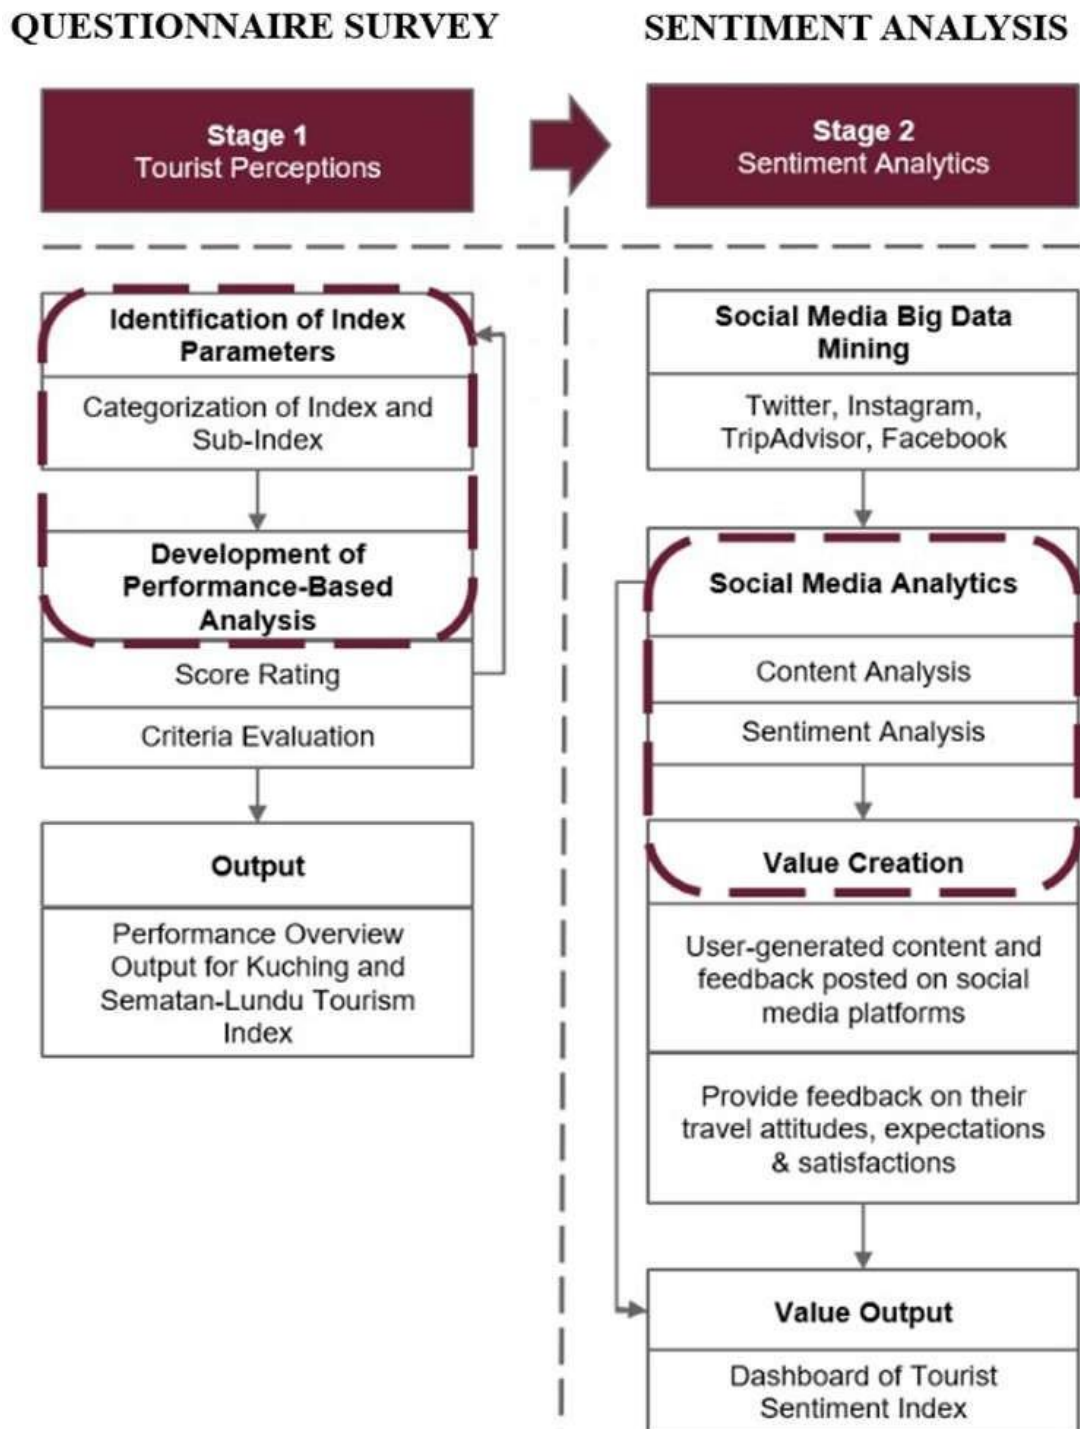 QUESTIONNAIRE SURVEY
Stage 1
Tourist Perceptions
Identification of Index
Parameters
Categorization of Index and
Sub-Index
Development of
Performance-Based
Analysis
Score Rating
Criteria Evaluation
Output
Performance Overview
Output for Kuching and
Sematan-Lundu Tourism
Index
SENTIMENT ANALYSIS
Stage 2
Sentiment Analytics
Social Media Big Data
Mining
Twitter, Instagram,
TripAdvisor, Facebook
Social Media Analytics
Content Analysis
Sentiment Analysis
Value Creation
User-generated content and
feedback posted on social
media platforms
Provide feedback on their
travel attitudes, expectations
& satisfactions
Value Output
Dashboard of Tourist
Sentiment Index